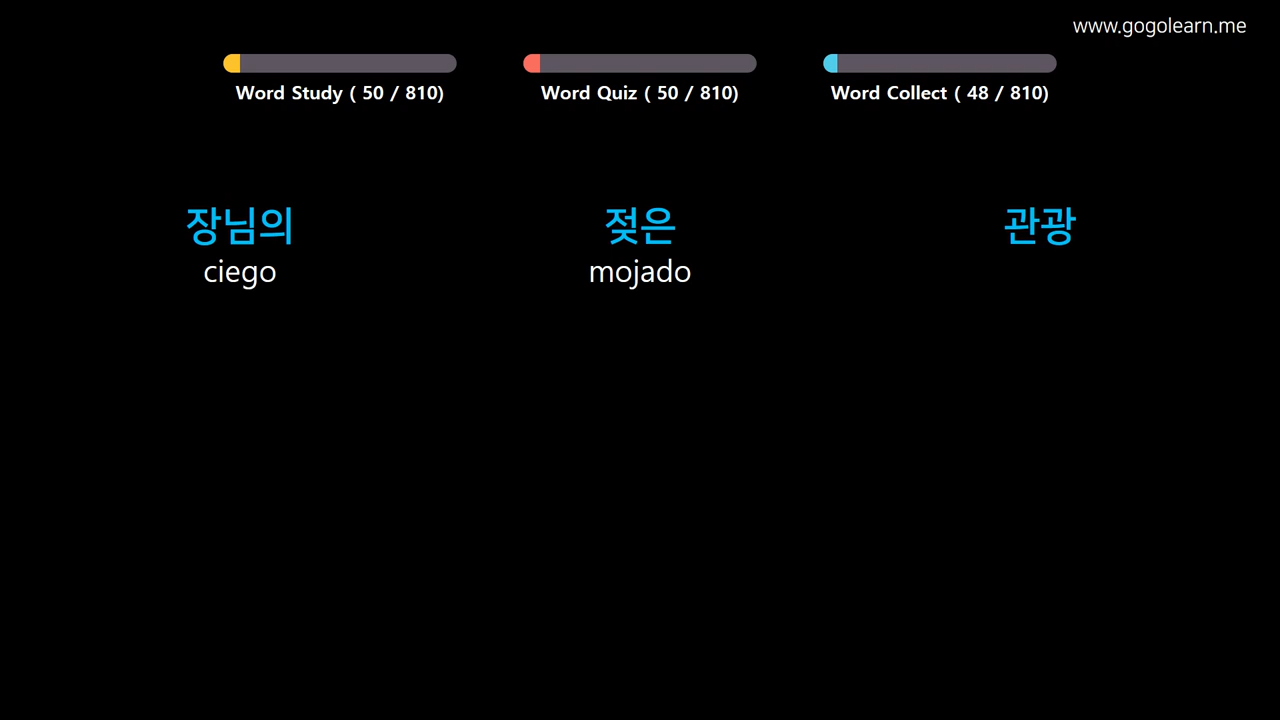 www.gogolearn.me
Word Study ( 50 / 810)
Word Quiz ( 50 / 810)
Word Collect ( 48 / 810)
장님의
ciego
젖은
mojado
관광